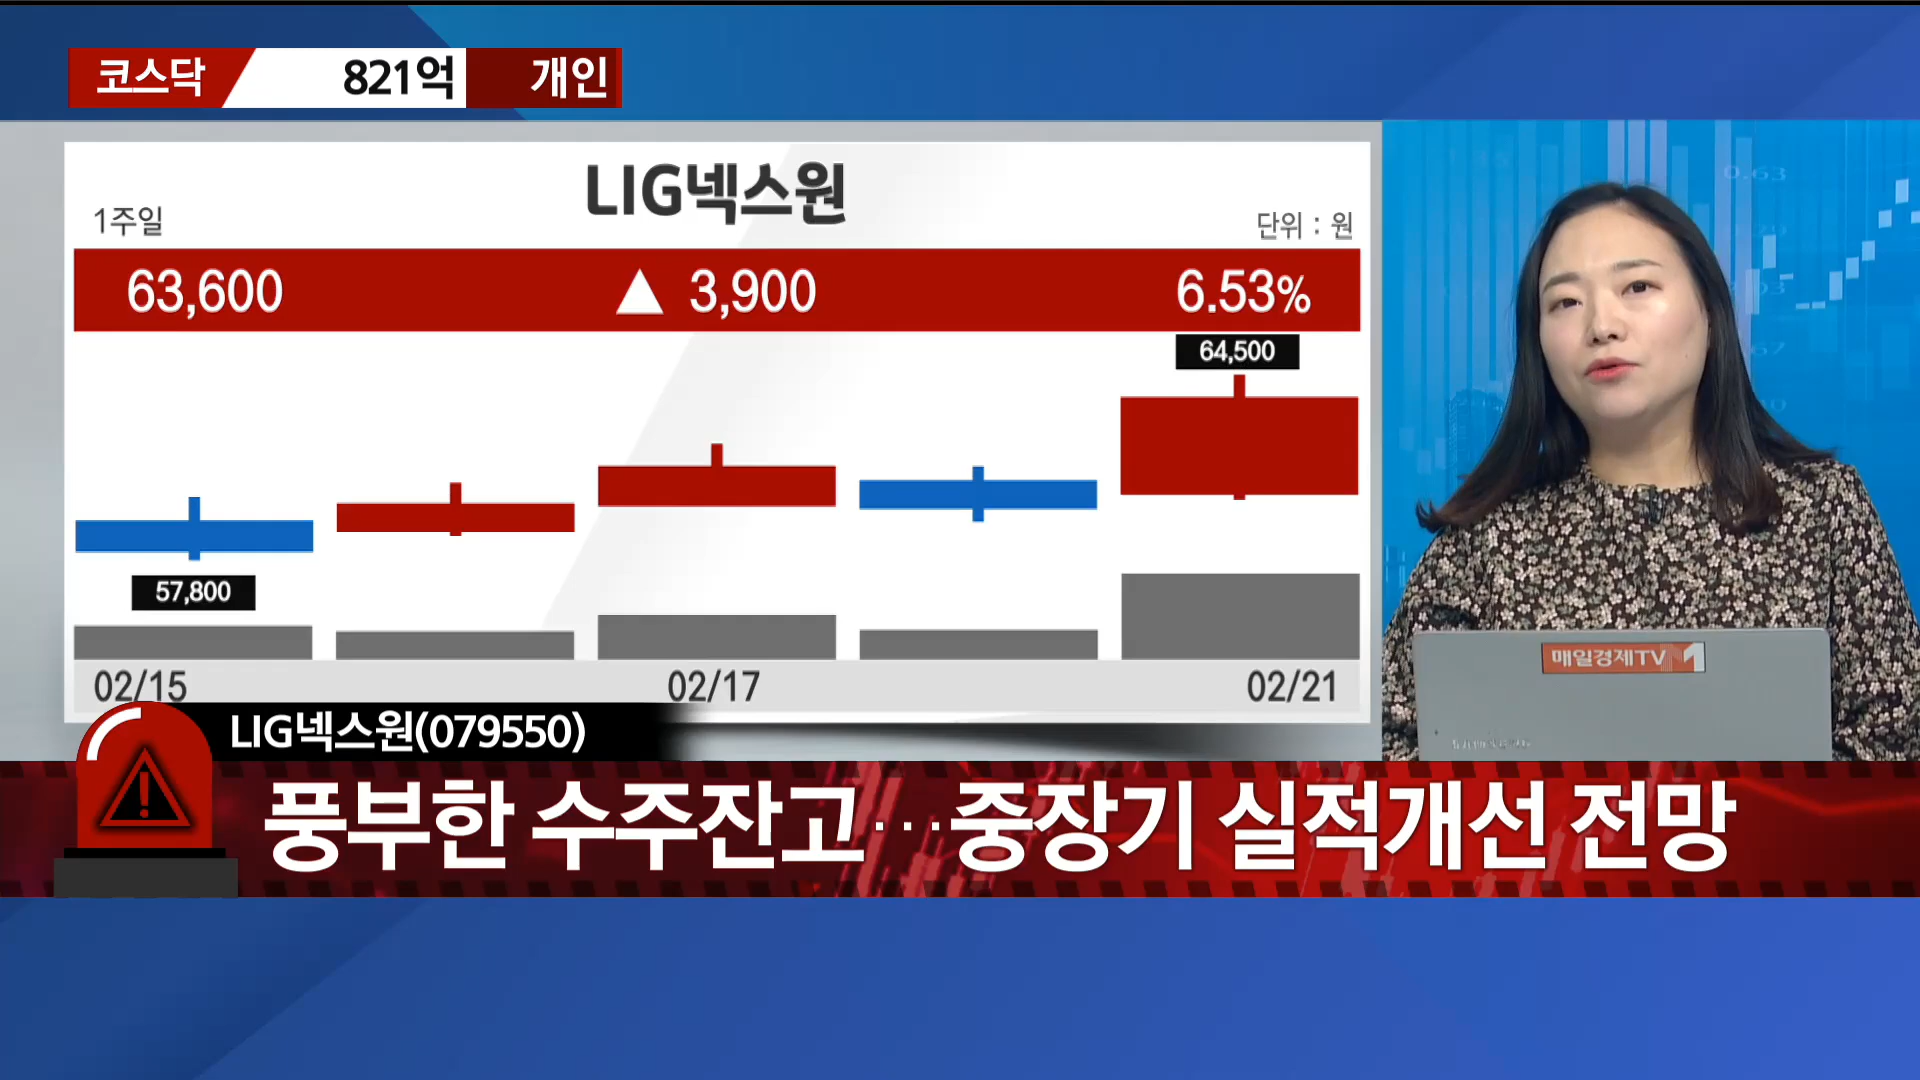 코스닥 821억 개인
LIG넥스원
1주일
단위 : 원
63,600 ▲ 3,900 6.53%
64,500
57,800
02/15 02/17 02/21
LIG넥스원(079550)
풍부한 수주잔고…중장기 실적개선 전망
매일경제TV M
0.63